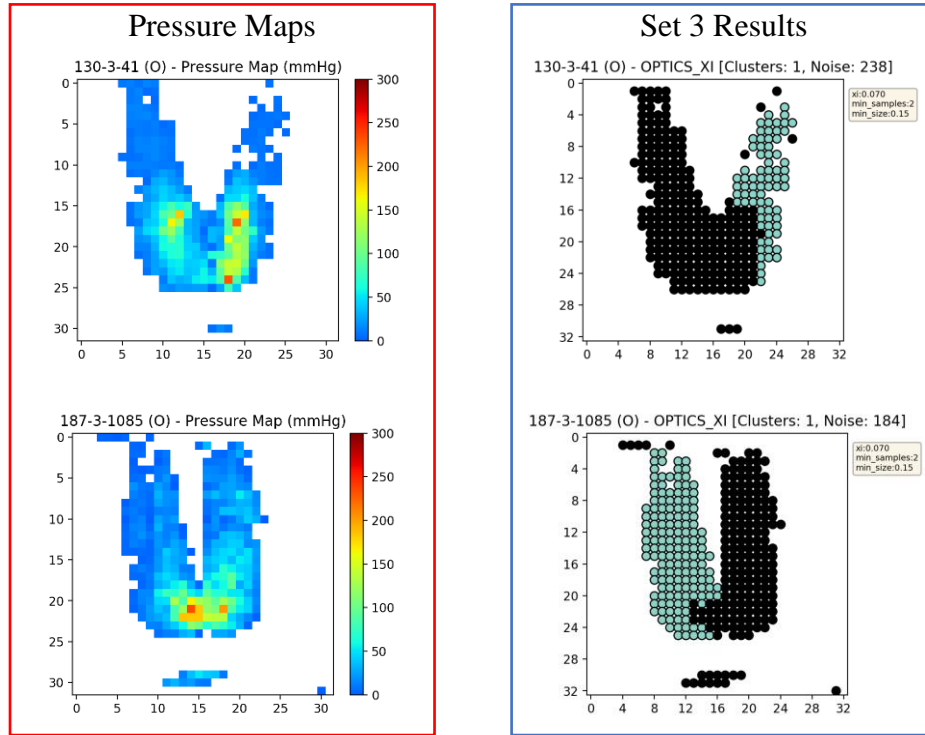 Pressure Maps
130-3-41 (O) - Pressure Map (mmHg)
0
5
10
15
20
25
30
0 5 10 15 20 25 30
300
250
200
150
100
50
0
187-3-1085 (O) - Pressure Map (mmHg)
0
5
10
15
20
25
30
0 5 10 15 20 25 30
300
250
200
150
100
50
0
Set 3 Results
130-3-41 (O) - OPTICS_XI [Clusters: 1, Noise: 238]
xi:0.070
min_samples:2
min_size:0.15
0
4
8
12
16
20
24
28
32
0 4 8 12 16 20 24 28 32
187-3-1085 (O) - OPTICS_XI [Clusters: 1, Noise: 184]
xi:0.070
min_samples:2
min_size:0.15
0
4
8
12
16
20
24
28
32
0 4 8 12 16 20 24 28 32